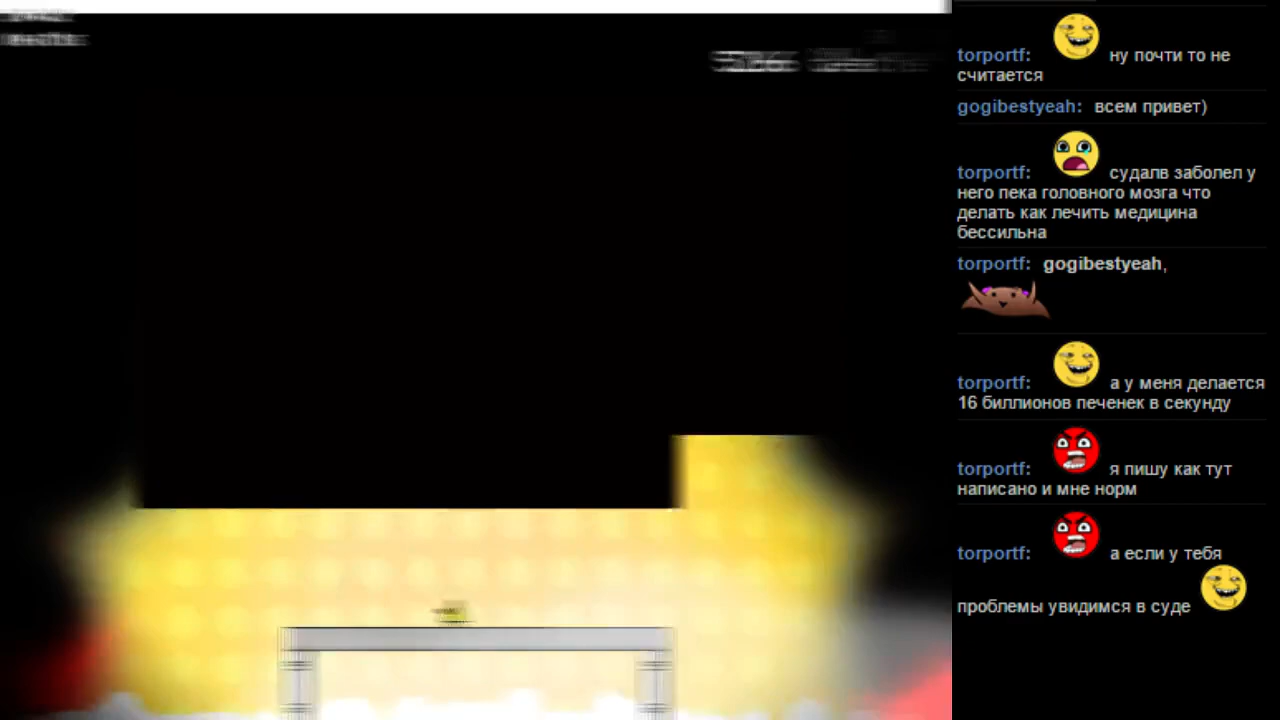 torportf: ну почти то не
считается
gogibestyeah: всем привет)
torportf: судалв заболел у
него пека головного мозга что
делать как лечить медицина
бессильна
torportf: gogibestyeah,
torportf: а у меня делается
16 биллионов печенек в секунду
torportf: я пишу как тут
написано и мне норм
torportf: а если у тебя
проблемы увидимся в суде